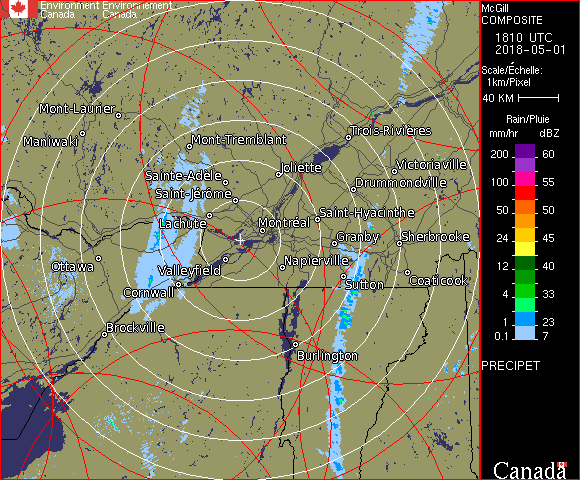 Environment Environnement
Canada Canada
McGill
COMPOSITE
1810 UTC
2018-05-01
Scale/Échelle:
1km/Pixel
40 KM
Rain/Pluie
mm/hr dBZ
200 60
150 57
100 55
50 50
24 45
12 40
4 33
2 23
0.1 7
PRECIPET
Canada
Mont-Laurier
Maniwaki
Mont-Tremblant
Trois-Rivières
Joliette
Victoriaville
Sainte-Adèle
Drummondville
Saint-Jérôme
Lachute
Saint-Hyacinthe
Montréal
Granby
Sherbrooke
Ottawa
Valleyfield
Napierville
Coaticook
Cornwall
Sutton
Brockville
Burlington